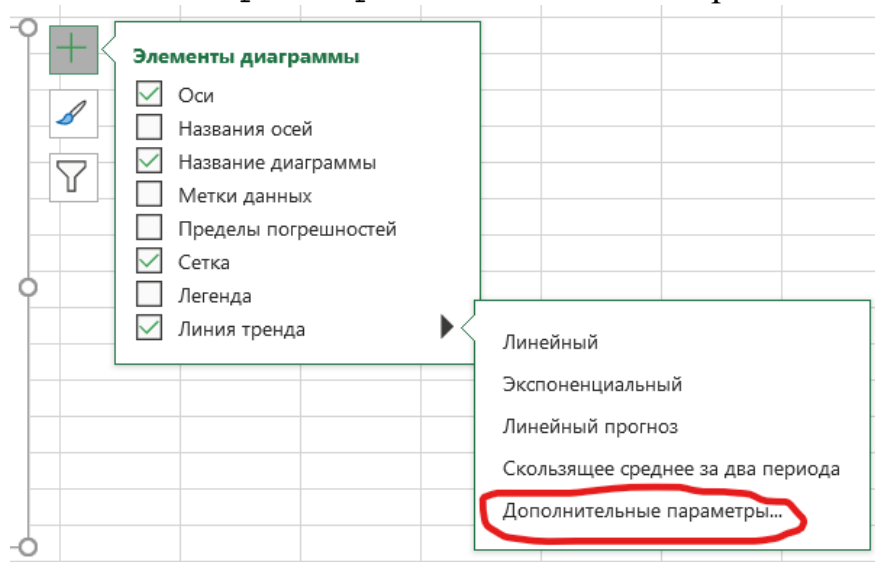 Элементы диаграммы
Оси
Названия осей
Название диаграммы
Метки данных
Пределы погрешностей
Сетка
Легенда
Линия тренда
Линейный
Экспоненциальный
Линейный прогноз
Скользящее среднее за два периода
Дополнительные параметры...